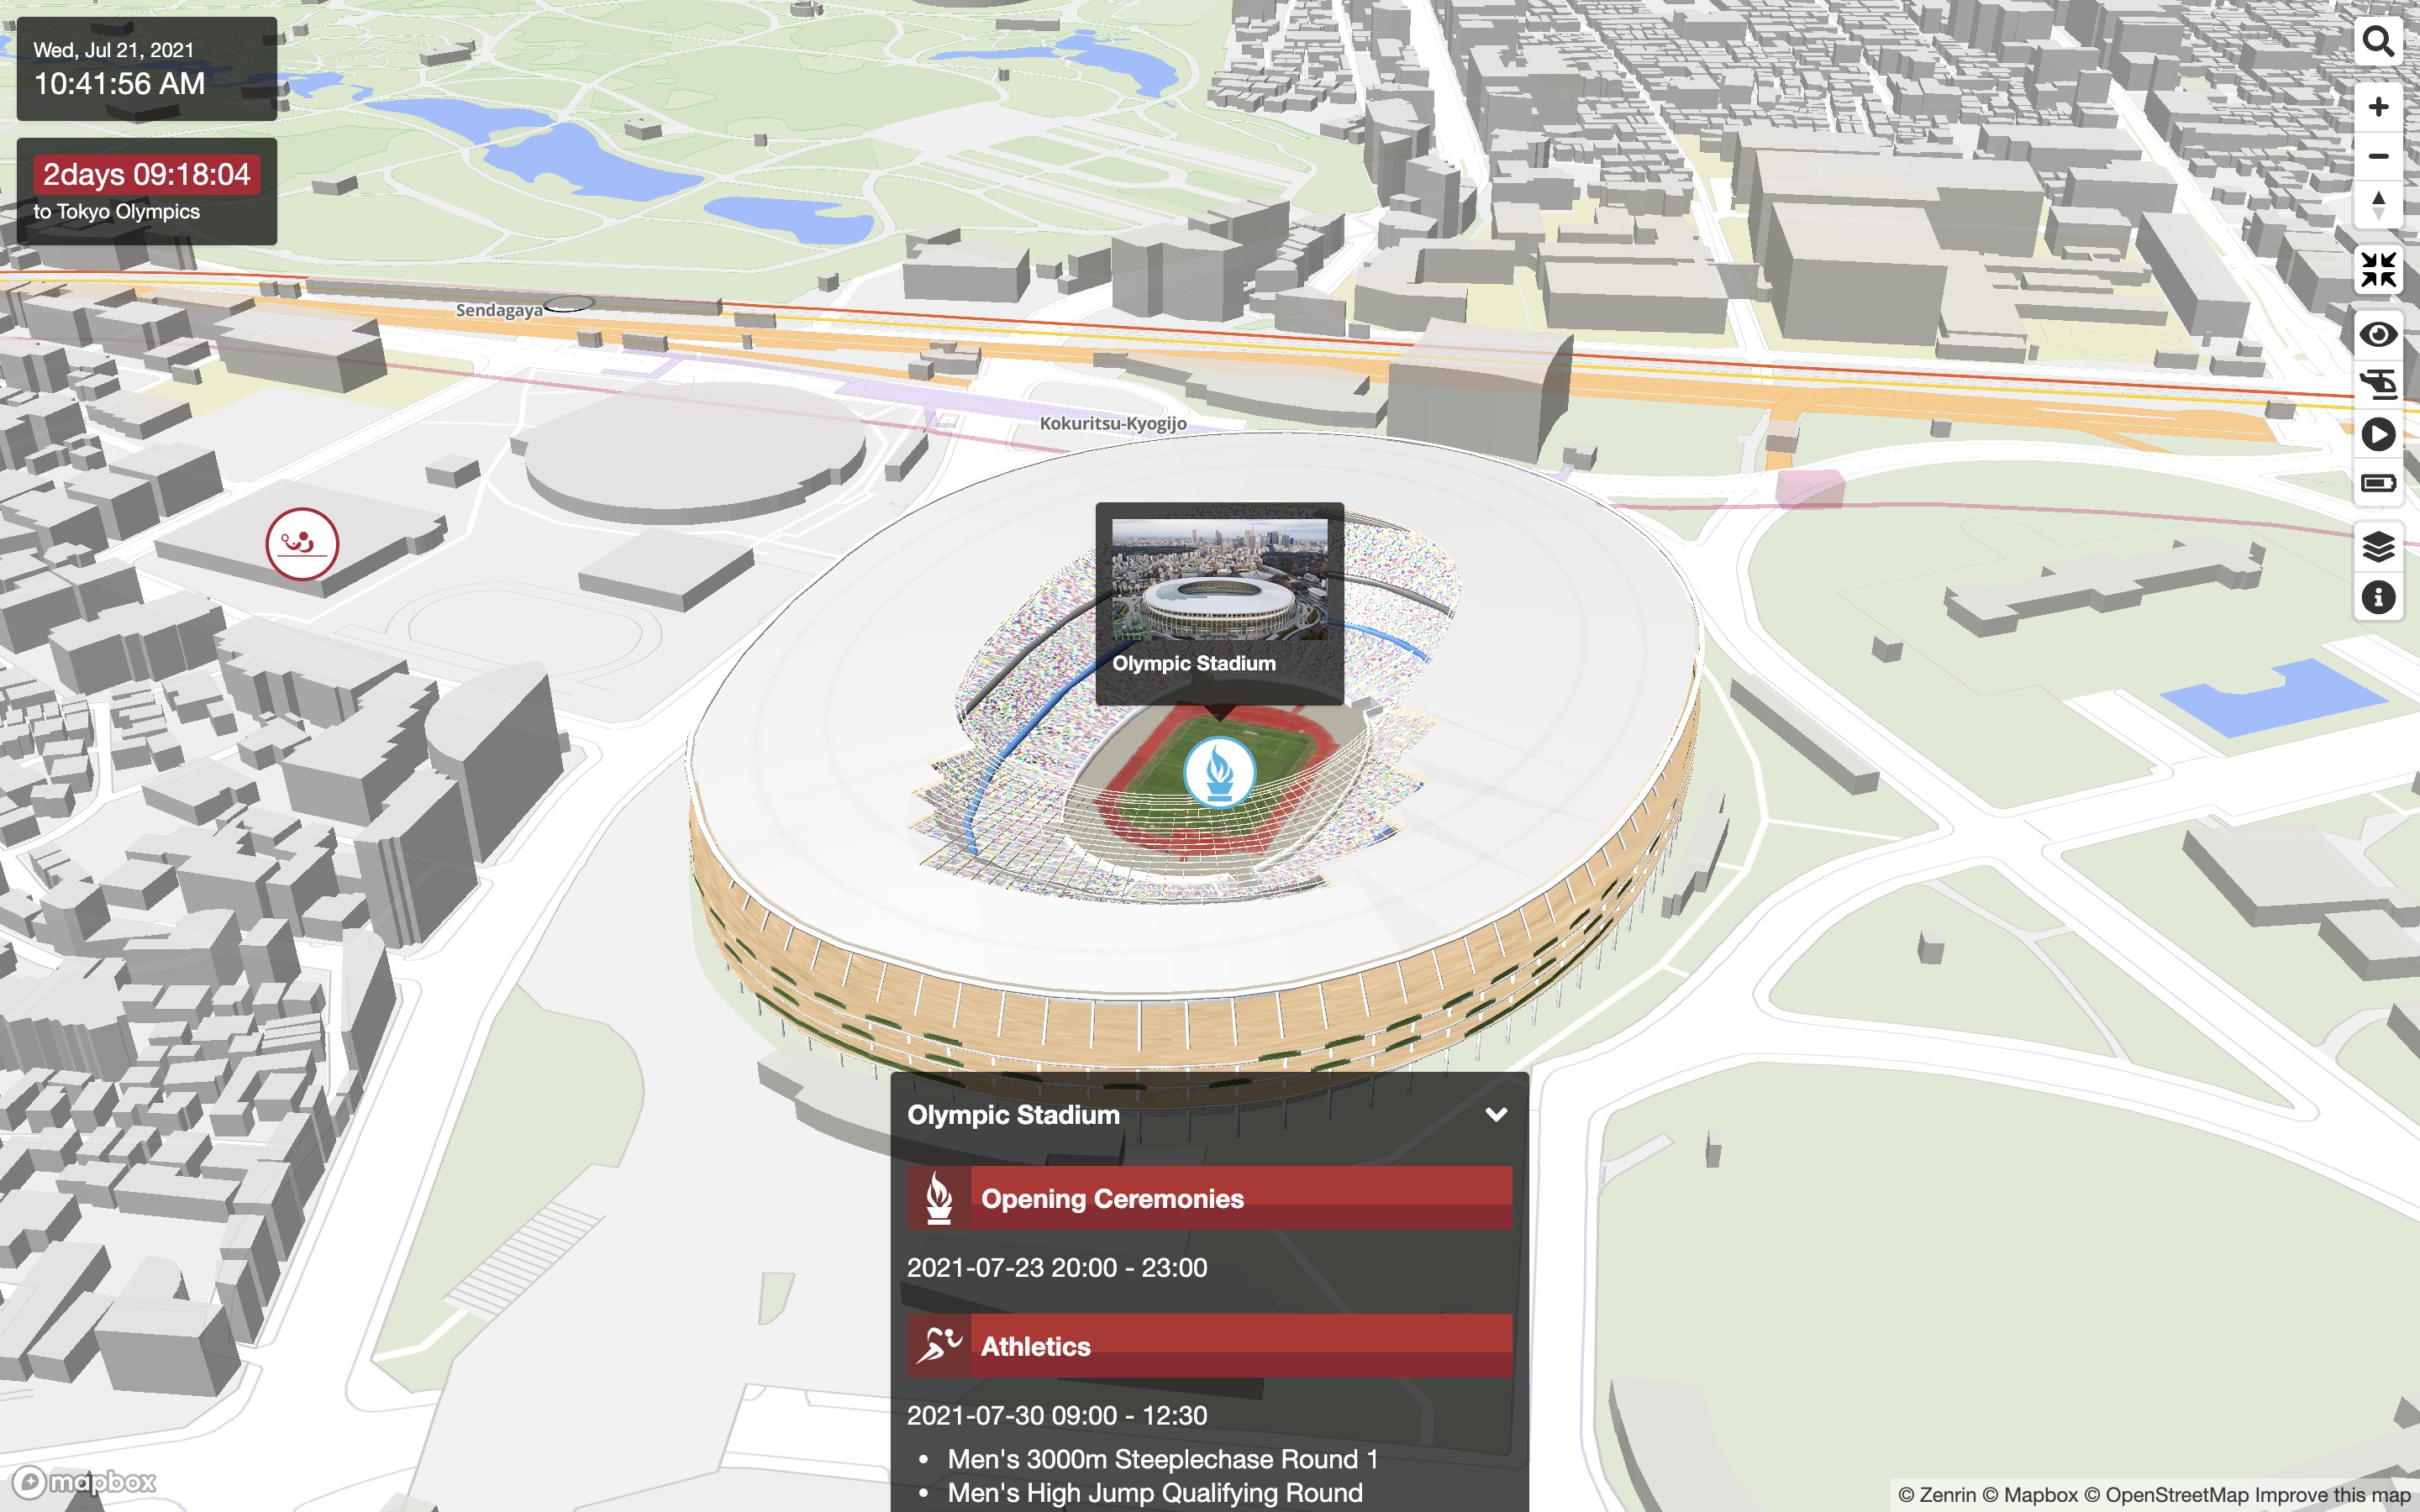 Wed, Jul 21, 2021
10:41:56 AM
2days 09:18:04
to Tokyo Olympics
Sendagaya
Kokuritsu-Kyogijo
Olympic Stadium
Olympic Stadium
Opening Ceremonies
2021-07-23 20:00 - 23:00
Athletics
2021-07-30 09:00 - 12:30
• Men's 3000m Steeplechase Round 1
• Men's High Jump Qualifying Round
mapbox
© Zenrin © Mapbox © OpenStreetMap Improve this map